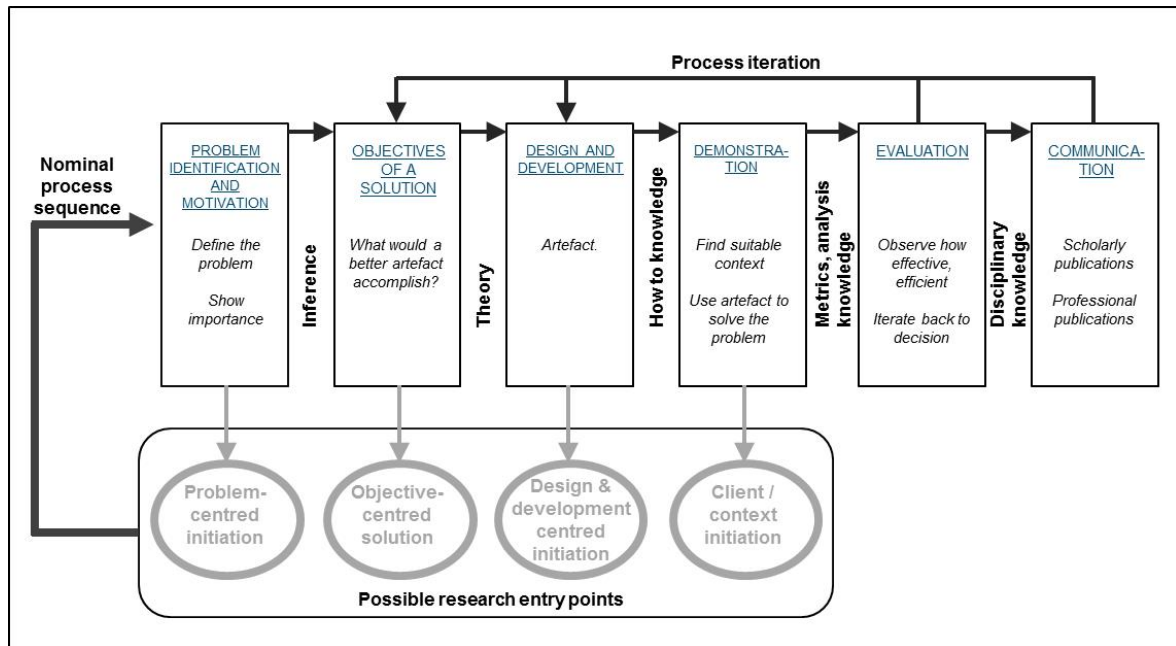 Process iteration
Nominal
process
sequence
PROBLEM
IDENTIFICATION
AND
MOTIVATION
Define the
problem
Show
importance
Inference
OBJECTIVES
OF A
SOLUTION
What would a
better artefact
accomplish?
Theory
DESIGN AND
DEVELOPMENT
Artefact.
How to knowledge
DEMONSTRA-
TION
Find suitable
context
Use artefact to
solve the
problem
Metrics, analysis
knowledge
EVALUATION
Observe how
effective,
efficient
Iterate back to
decision
Disciplinary
knowledge
COMMUNICA-
TION
Scholarly
publications
Professional
publications
Problem-
centred
initiation
Objective-
centred
solution
Design &
development
centred
initiation
Client /
context
initiation
Possible research entry points